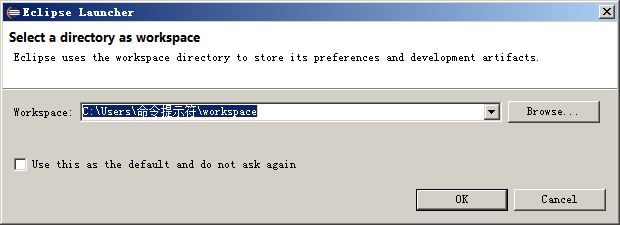 Eclipse Launcher
Select a directory as workspace
Eclipse uses the workspace directory to store its preferences and development artifacts.
Workspace: C:\Users\命令提示符\workspace Browse...
Use this as the default and do not ask again
OK Cancel